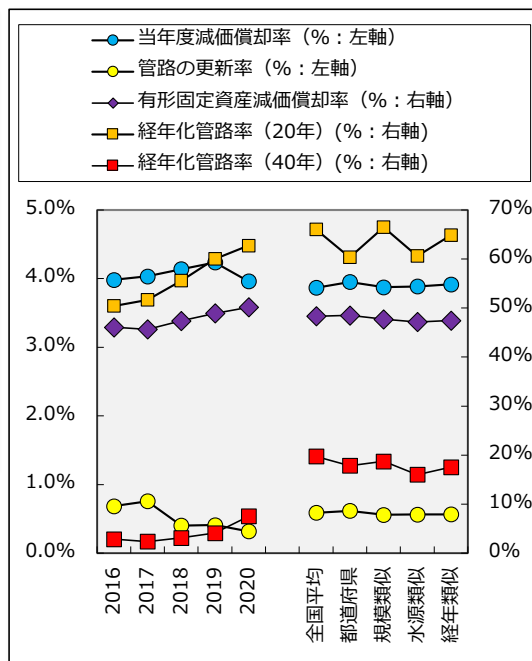 当年度減価償却率（%：左軸）
管路の更新率（%：左軸）
有形固定資産減価償却率（%：右軸）
経年化管路率（20年）(%：右軸)
経年化管路率（40年）(%：右軸)
5.0%
4.0%
3.0%
2.0%
1.0%
0.0%
70%
60%
50%
40%
30%
20%
10%
0%
2016
2017
2018
2019
2020
全国平均
都道府県
規模類似
水源類似
経年類似